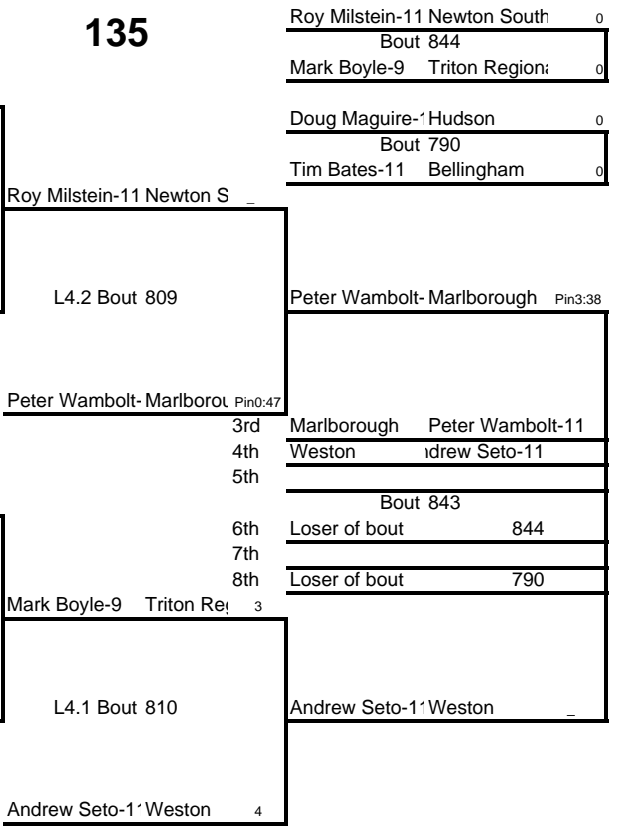 135
Roy Milstein-11 Newton South 0
Bout 844
Mark Boyle-9 Triton Regiona 0
Doug Maguire-1 Hudson 0
Bout 790
Tim Bates-11 Bellingham 0
Roy Milstein-11 Newton S _
L4.2 Bout 809
Peter Wambolt- Marlborough Pin3:38
Peter Wambolt- Marlborou Pin0:47
3rd Marlborough Peter Wambolt-11
4th Weston ndrew Seto-11
5th
Bout 843
6th Loser of bout 844
7th
8th Loser of bout 790
Mark Boyle-9 Triton Reg 3
L4.1 Bout 810
Andrew Seto-11 Weston _
Andrew Seto-1 Weston 4